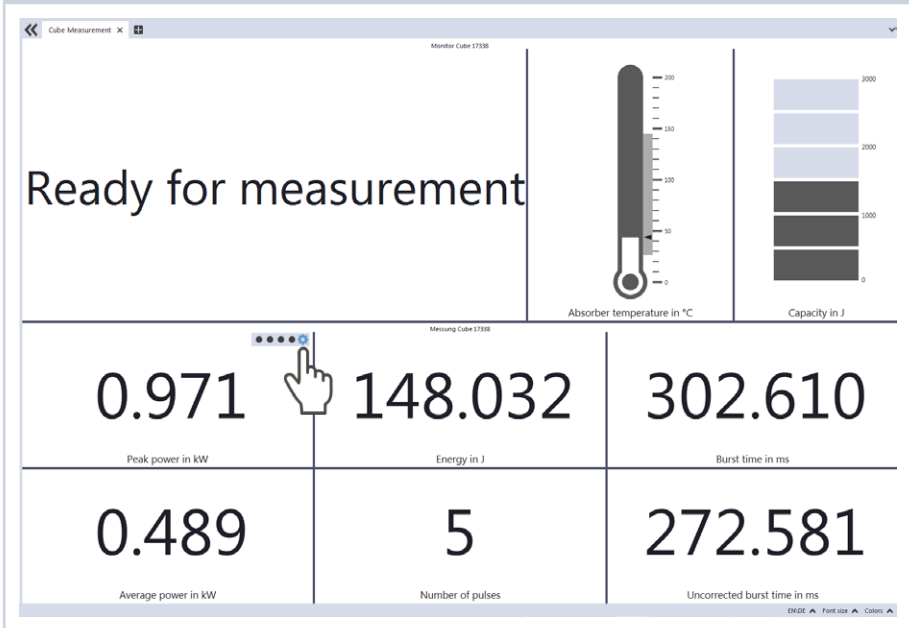 Cube Measurement
Monitor Cube 17338
Ready for measurement
200
150
100
50
0
Absorber temperature in °C
3000
2000
1000
0
Capacity in J
Messung Cube 17338
0.971
Peak power in kW
148.032
Energy in J
302.610
Burst time in ms
0.489
Average power in kW
5
Number of pulses
272.581
Uncorrected burst time in ms
EN\DE Font size Colors